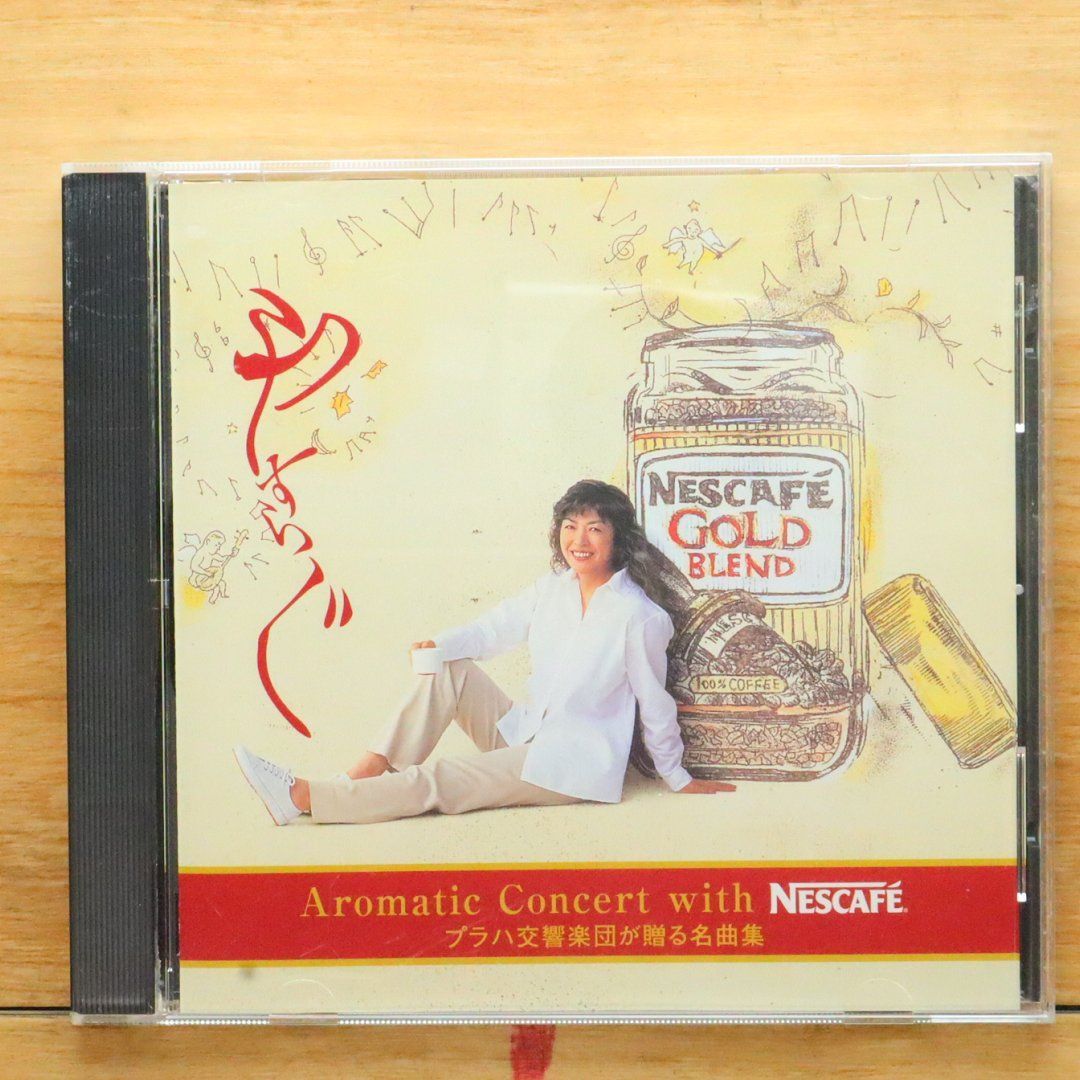 やすらぎ
NESCAFÉ
GOLD
BLEND
NES
100% COFFEE
Aromatic Concert with NESCAFÉ®
プラハ交響楽団が贈る名曲集